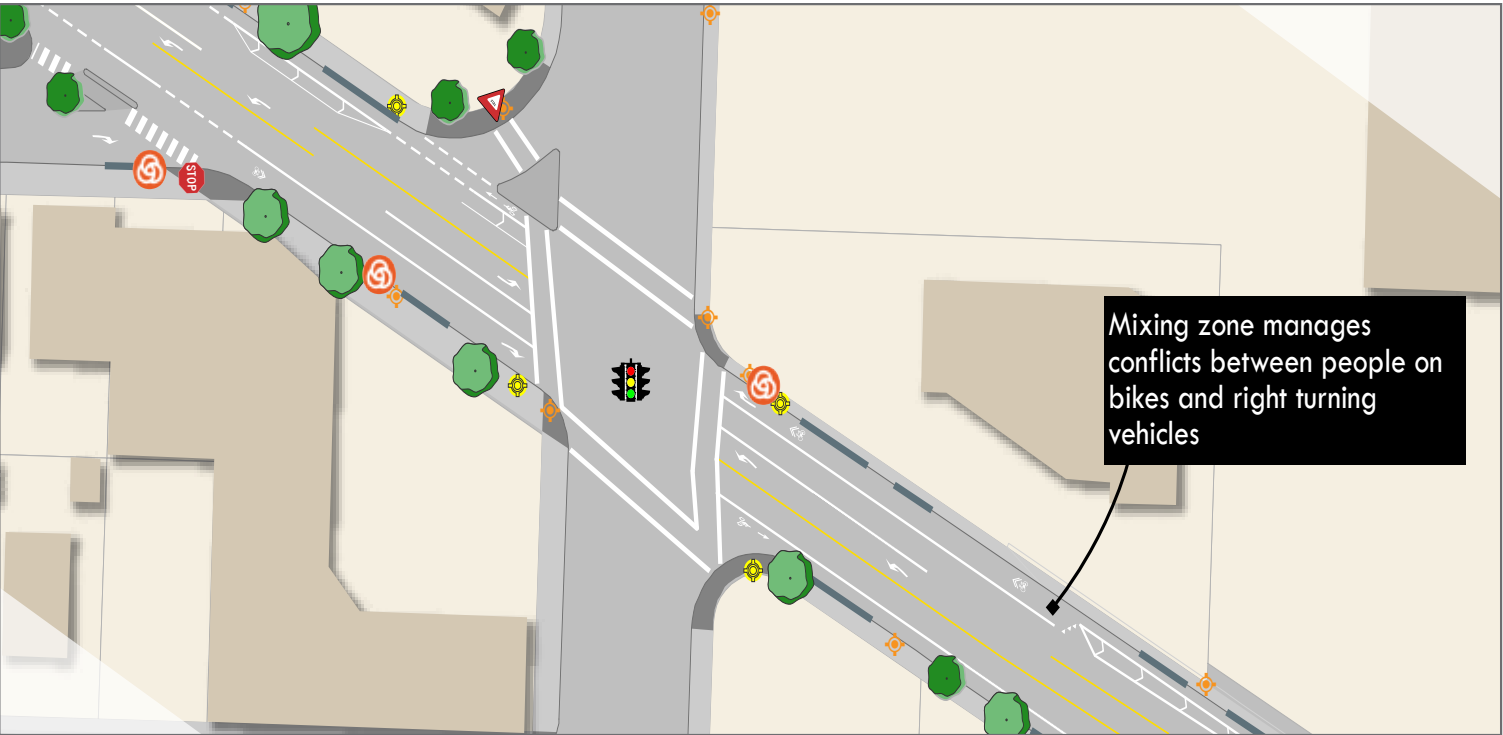 STOP
Mixing zone manages
conflicts between people on
bikes and right turning
vehicles